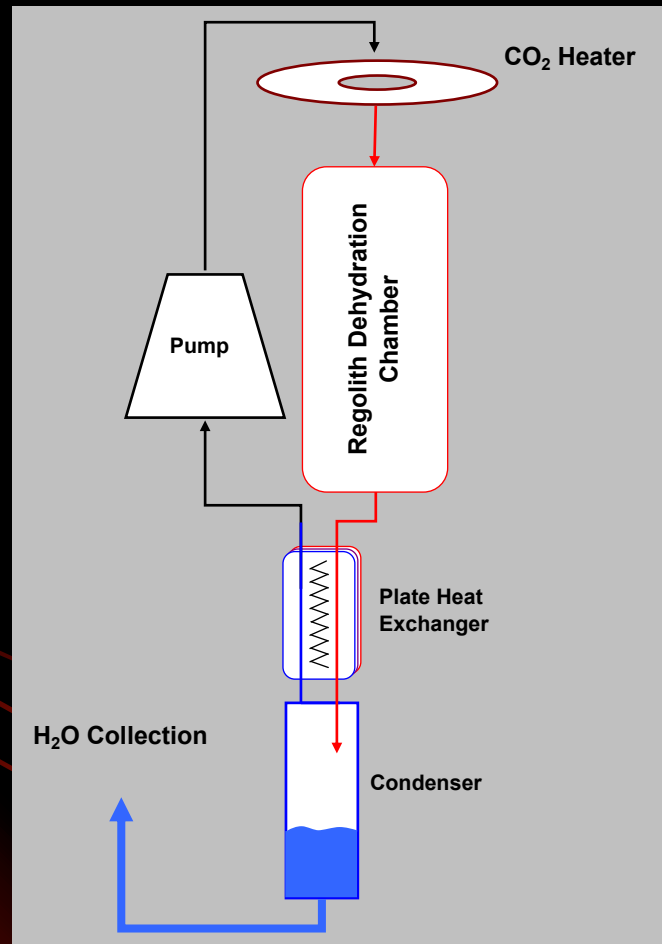 CO₂ Heater
Regolith Dehydration
Chamber
Pump
Plate Heat
Exchanger
H₂O Collection
Condenser